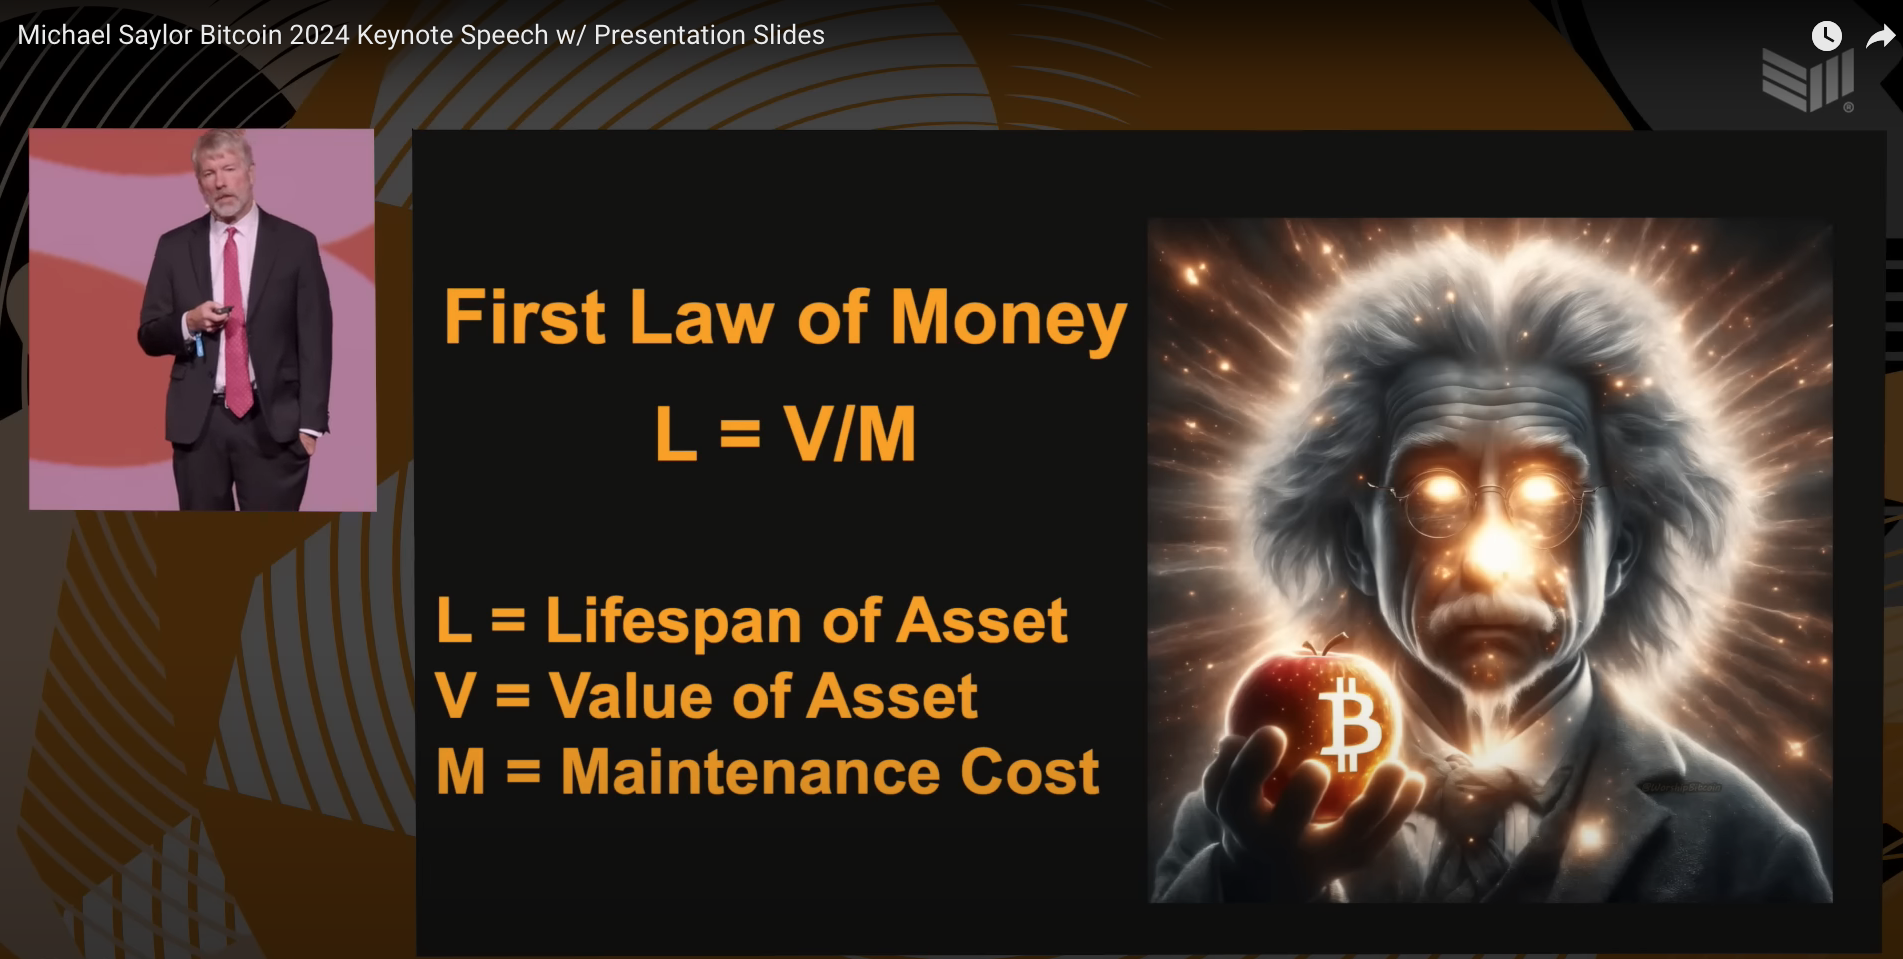 Michael Saylor Bitcoin 2024 Keynote Speech w/ Presentation Slides
First Law of Money
L = V/M
L = Lifespan of Asset
V = Value of Asset
M = Maintenance Cost